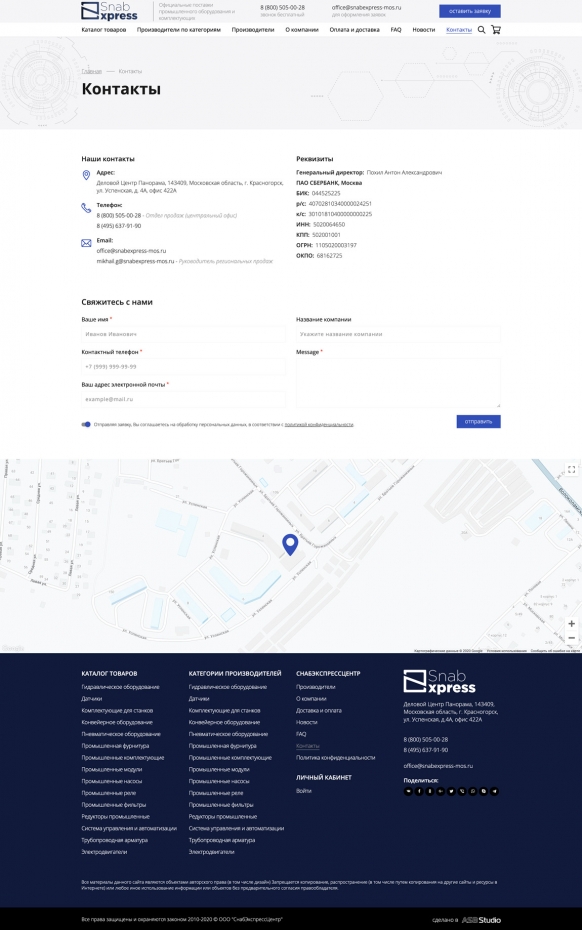 Snab
Express
Официальные поставки
промышленного оборудования и
комплектующих
8 (800) 505-00-28
звонок бесплатный
office@snabexpress-mos.ru
для оформления заявок
оставить заявку
Каталог товаров
Производители по категориям
Производители
О компании
Оплата и доставка
FAQ
Новости
Контакты
Главная — Контакты
Контакты
Наши контакты
Адрес:
Деловой Центр Панорама, 143409, Московская область, г. Красногорск,
ул. Успенская, д. 4А, офис 422А
Телефон:
8 (800) 505-00-28 - Отдел продаж (центральный офис)
8 (495) 637-91-90
Email:
office@snabexpress-mos.ru
mikhail.g@snabexpress-mos.ru - Руководитель региональных продаж
Реквизиты
Генеральный директор: Похил Антон Александрович
ПАО СБЕРБАНК, Москва
БИК: 044525225
р/с: 40702810340000024251
к/с: 30101810400000000225
ИНН: 5020064650
КПП: 502001001
ОГРН: 1105020003197
ОКПО: 68162725
Свяжитесь с нами
Ваше имя *
Иванов Иванович
Контактный телефон *
+7 (999) 999-99-99
Ваш адрес электронной почты *
example@mail.ru
Название компании
Укажите название компании
Message *
Отправляя заявку, Вы соглашаетесь на обработку персональных данных, в соответствии с политикой конфиденциальности
отправить
Google
Картографические данные © 2020 Google
Условия использования
Сообщить об ошибке на карте
КАТАЛОГ ТОВАРОВ
Гидравлическое оборудование
Датчики
Комплектующие для станков
Конвейерное оборудование
Пневматическое оборудование
Промышленная фурнитура
Промышленные комплектующие
Промышленные модули
Промышленные насосы
Промышленные реле
Промышленные фильтры
Редукторы промышленные
Система управления и автоматизации
Трубопроводная арматура
Электродвигатели
КАТЕГОРИИ ПРОИЗВОДИТЕЛЕЙ
Гидравлическое оборудование
Датчики
Комплектующие для станков
Конвейерное оборудование
Пневматическое оборудование
Промышленная фурнитура
Промышленные комплектующие
Промышленные модули
Промышленные насосы
Промышленные реле
Промышленные фильтры
Редукторы промышленные
Система управления и автоматизации
Трубопроводная арматура
Электродвигатели
СНАБЭКСПРЕССЦЕНТР
Производители
О компании
Доставка и оплата
Новости
FAQ
Контакты
Политика конфиденциальности
ЛИЧНЫЙ КАБИНЕТ
Войти
Snab
Express
Деловой Центр Панорама, 143409,
Московская область, г. Красногорск,
ул. Успенская, д 4А, офис 422А
8 (800) 505-00-28
8 (495) 637-91-90
office@snabexpress-mos.ru
Поделиться:
Все материалы данного сайта являются объектами авторского права (в том числе дизайн) Запрещается копирование, распространение (в том числе путем копирования на другие сайты и ресурсы в
Интернете) или любое иное использование информации или объектов без предварительного согласия правообладателя.
Все права защищены и охраняются законом 2010-2020 © ООО "СнабЭкспрессЦентр"
сделано в ASB Studio